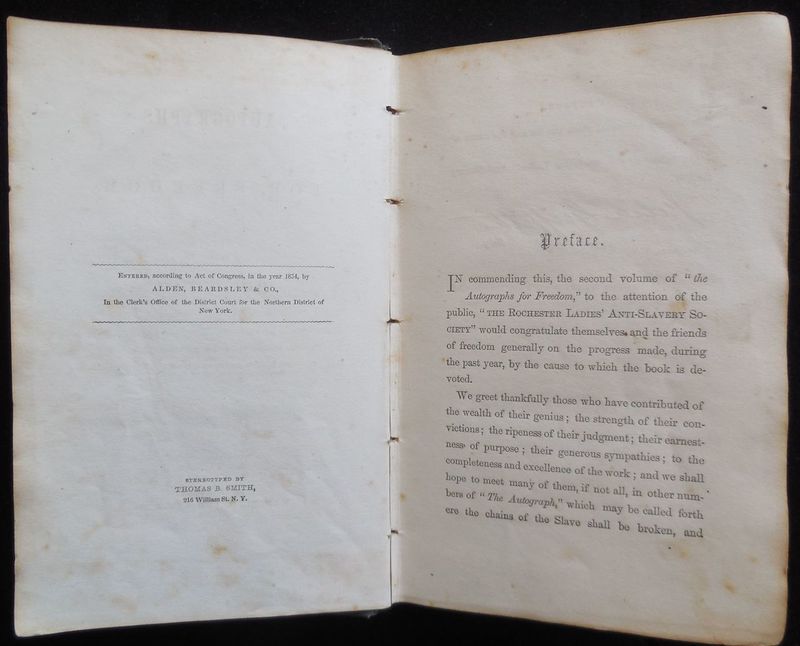 Entered, according to Act of Congress, in the year 1854, by
ALDEN, BEARDSLEY & CO.,
In the Clerk's Office of the District Court for the Northern District of
New York.
STEREOTYPED BY
THOMAS B. SMITH,
216 William St. N. Y.
Preface.
IN commending this, the second volume of "the
Autographs for Freedom," to the attention of the
public, "THE ROCHESTER LADIES' ANTI-SLAVERY SO-
CIETY" would congratulate themselves and the friends
of freedom generally on the progress made, during
the past year, by the cause to which the book is de-
voted.
We greet thankfully those who have contributed of
the wealth of their genius; the strength of their con-
victions; the ripeness of their judgment; their earnest-
ness of purpose; their generous sympathies; to the
completeness and excellence of the work; and we shall
hope to meet many of them, if not all, in other num-
bers of "The Autograph," which may be called forth
ere the chains of the Slave shall be broken, and